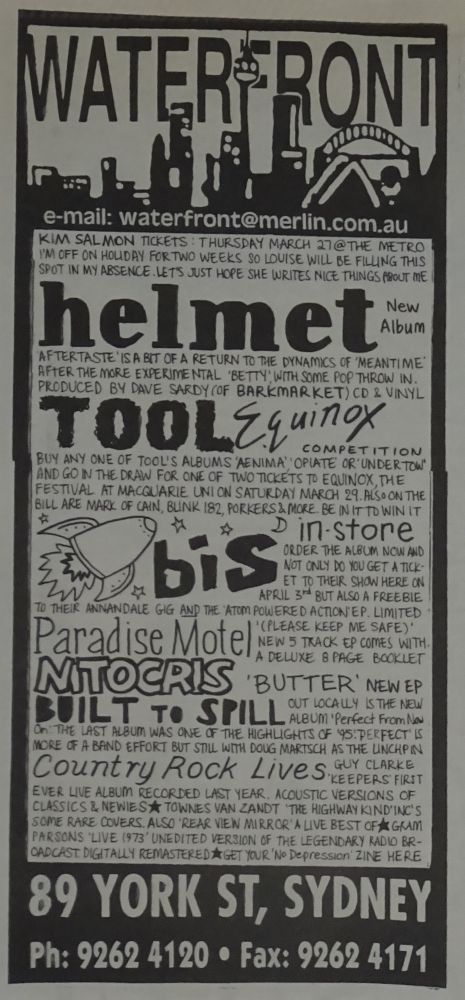 WATERFRONT
e-mail: waterfront@merlin.com.au
KIM SALMON TICKETS: THURSDAY MARCH 27@THE METRO
I'M OFF ON HOLIDAY FOR TWO WEEKS SO LOUISE WILL BE FILLING THIS
SPOT IN MY ABSENCE. LET'S JUST HOPE SHE WRITES NICE THINGS ABOUT ME
helmet New
Album
'AFTERTASTE' IS A BIT OF A RETURN TO THE DYNAMICS OF 'MEANTIME'
AFTER THE MORE EXPERIMENTAL 'BETTY', WITH SOME POP THROW IN.
PRODUCED BY DAVE SARDY (OF BARKMARKET) CD & VINYL
TOOL Equinox
COMPETITION
BUY ANY ONE OF TOOL'S ALBUMS 'AENIMA', 'OPIATE' OR 'UNDERTOW'
AND GO IN THE DRAW FOR ONE OF TWO TICKETS TO EQUINOX, THE
FESTIVAL AT MACQUARIE UNI ON SATURDAY MARCH 29. ALSO ON THE
BILL ARE MARK OF CAIN, BLINK 182, PORKERS & MORE. BE IN IT TO WIN IT
bis in-store
ORDER THE ALBUM NOW AND
NOT ONLY DO YOU GET A TICK-
ET TO THEIR SHOW HERE ON
APRIL 3rd BUT ALSO A FREEBIE
TO THEIR ANNANDALE GIG AND THE 'ATOM POWERED ACTION' EP. LIMITED
Paradise Motel '(PLEASE KEEP ME SAFE)'
NEW 5 TRACK EP COMES WITH
A DELUXE 8 PAGE BOOKLET
NITOCRIS 'BUTTER' NEW EP
BUILT TO SPILL OUT LOCALLY IS THE NEW
ALBUM 'Perfect From Now
On'. THE LAST ALBUM WAS ONE OF THE HIGHLIGHTS OF '95. 'PERFECT' IS
MORE OF A BAND EFFORT BUT STILL WITH DOUG MARTSCH AS THE LINCHPIN
Country Rock Lives GUY CLARKE
'KEEPERS' FIRST
EVER LIVE ALBUM RECORDED LAST YEAR. ACOUSTIC VERSIONS OF
CLASSICS & NEWIES ★ TOWNES VAN ZANDT 'THE HIGHWAY KIND' INC'S
SOME RARE COVERS. ALSO 'REAR VIEW MIRROR' A LIVE BEST OF ★ GRAM
PARSONS 'LIVE 1973' UNEDITED VERSION OF THE LEGENDARY RADIO BR-
OADCAST DIGITALLY REMASTERED ★ GET YOUR 'No Depression' ZINE HERE
89 YORK ST, SYDNEY
Ph: 9262 4120 • Fax: 9262 4171